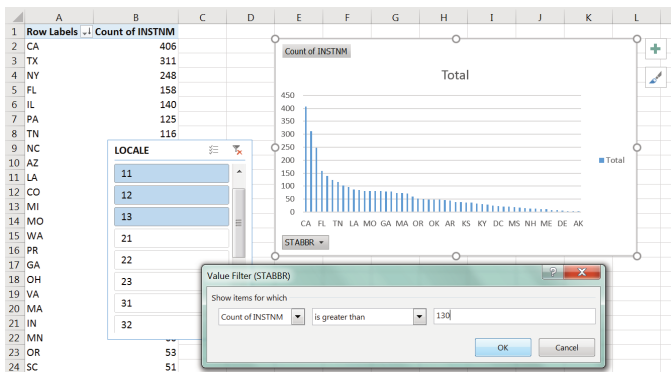 A B C D E F G H I J K L
1 Row Labels Count of INSTNM
2 CA 406
3 TX 311
4 NY 248
5 FL 158
6 IL 140
7 PA 125
8 TN 116
9 NC
10 AZ
11 LA
12 CO
13 MI
14 MO
15 WA
16 PR
17 GA
18 OH
19 VA
20 MA
21 IN
22 MN
23 OR 53
24 SC 51
Count of INSTNM
Total
450
400
350
300
250
200
150
100
50
0
CA FL TN LA MO GA MA OR OK AR KS KY DC MS NH ME DE AK
Total
STABBR
LOCALE
11
12
13
21
22
23
31
32
Value Filter (STABBR)
Show items for which
Count of INSTNM is greater than 130
OK Cancel